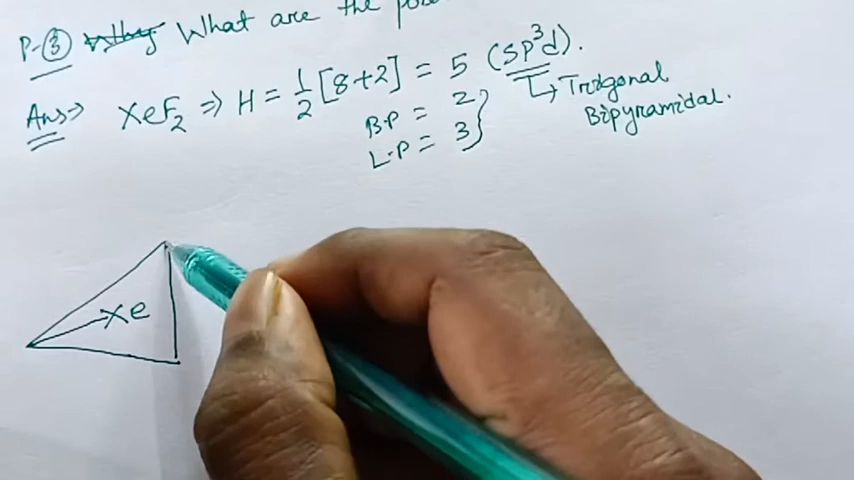 P-③ What are the
Ans→ XeF₂ ⇒ H = 1/2 [8+2] = 5 (SP³d).
B.P = 2
L.P = 3
↳ Trigonal
Bipyramidal.
Xe